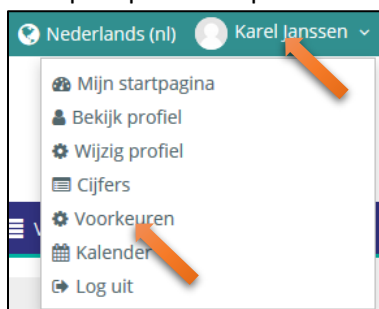 Nederlands (nl) Karel Janssen
Mijn startpagina
Bekijk profiel
Wijzig profiel
Cijfers
Voorkeuren
Kalender
Log uit